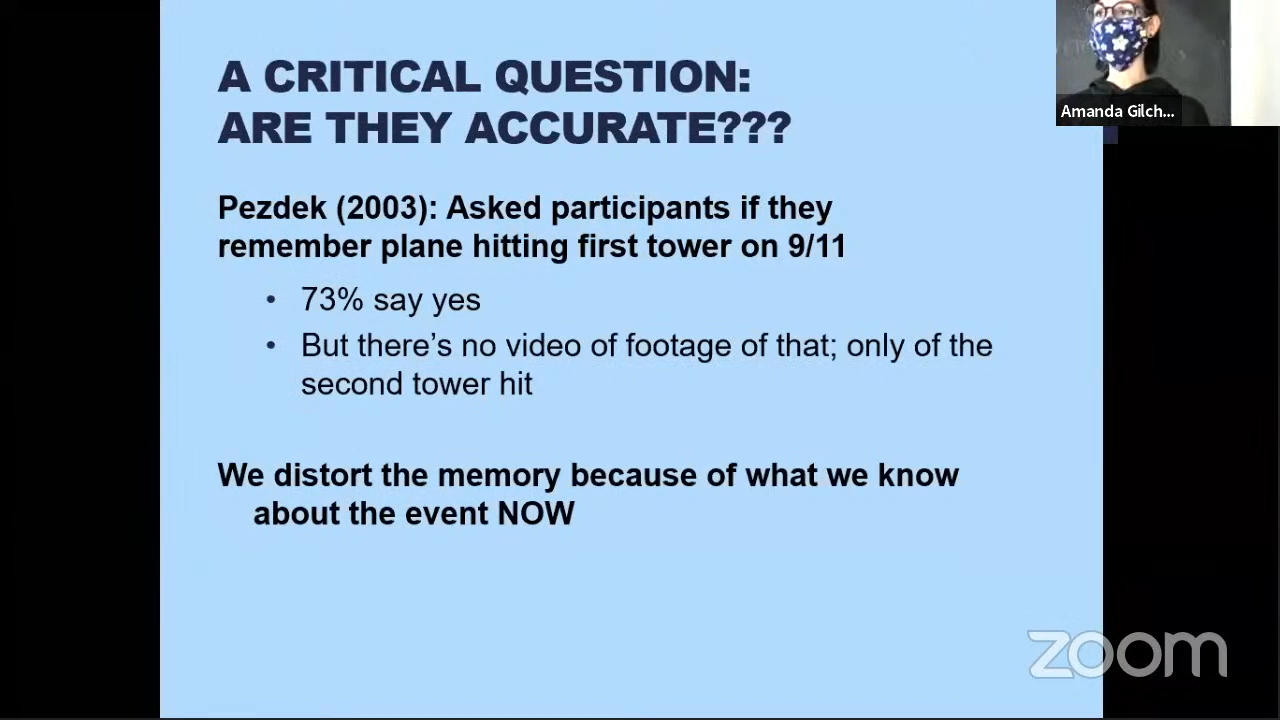 A CRITICAL QUESTION:
ARE THEY ACCURATE???
Pezdek (2003): Asked participants if they
remember plane hitting first tower on 9/11
• 73% say yes
• But there's no video of footage of that; only of the
second tower hit
We distort the memory because of what we know
about the event NOW
Amanda Gilch...
zoom